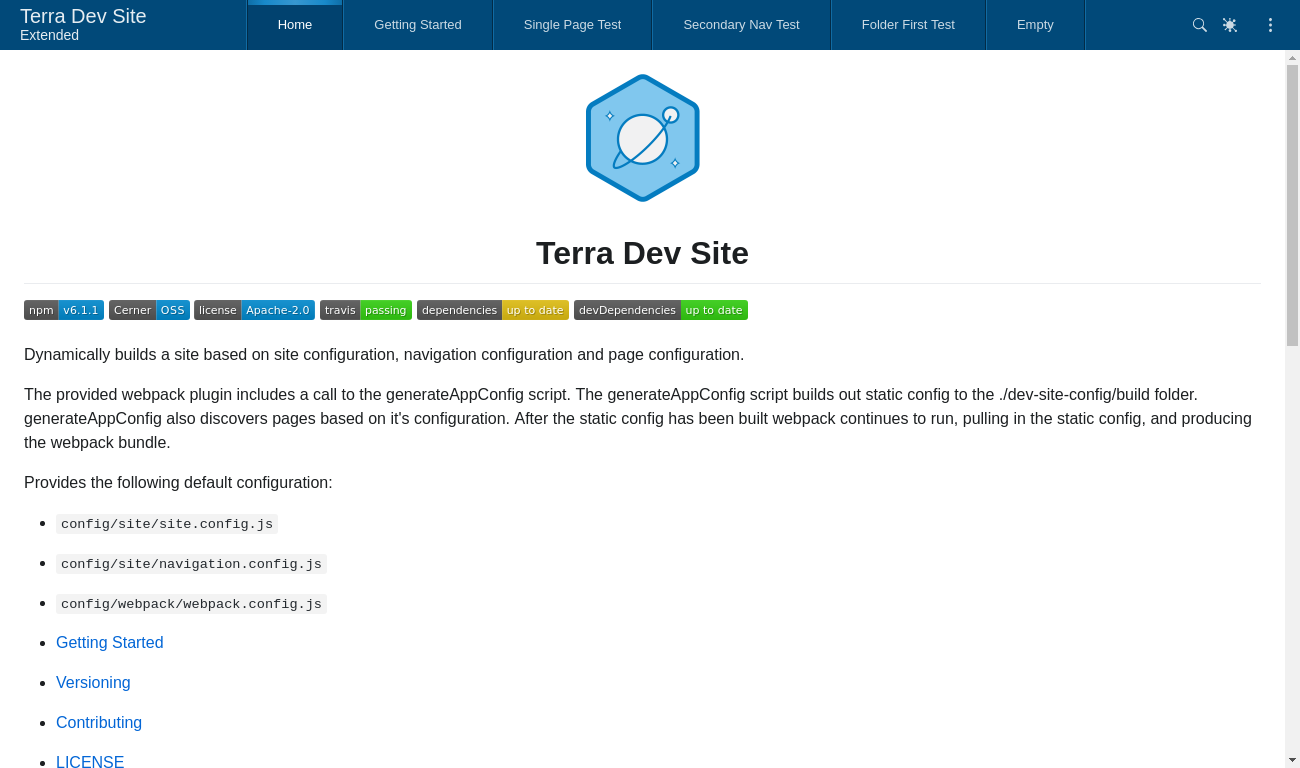 Terra Dev Site
Extended
Home
Getting Started
Single Page Test
Secondary Nav Test
Folder First Test
Empty
Terra Dev Site
npm v6.1.1
Cerner OSS
license Apache-2.0
travis passing
dependencies up to date
devDependencies up to date
Dynamically builds a site based on site configuration, navigation configuration and page configuration.
The provided webpack plugin includes a call to the generateAppConfig script. The generateAppConfig script builds out static config to the ./dev-site-config/build folder.
generateAppConfig also discovers pages based on it's configuration. After the static config has been built webpack continues to run, pulling in the static config, and producing
the webpack bundle.
Provides the following default configuration:
config/site/site.config.js
config/site/navigation.config.js
config/webpack/webpack.config.js
Getting Started
Versioning
Contributing
LICENSE